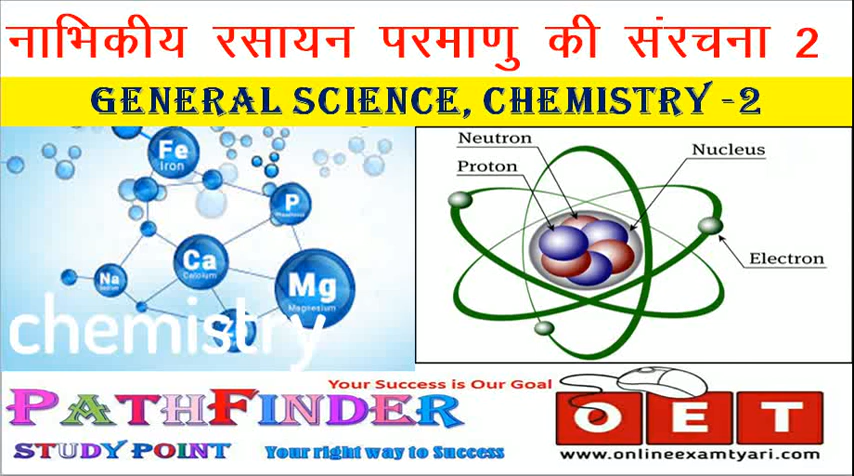 नाभिकीय रसायन परमाणु की संरचना 2
GENERAL SCIENCE, CHEMISTRY -2
Fe
Iron
P
Ca
Calcium
Na
Mg
Magnesium
chemistry
Neutron
Proton
Nucleus
Electron
Your Success is Our Goal
PATHFINDER
STUDY POINT
Your right way to Success
OET
www.onlineexamtyari.com